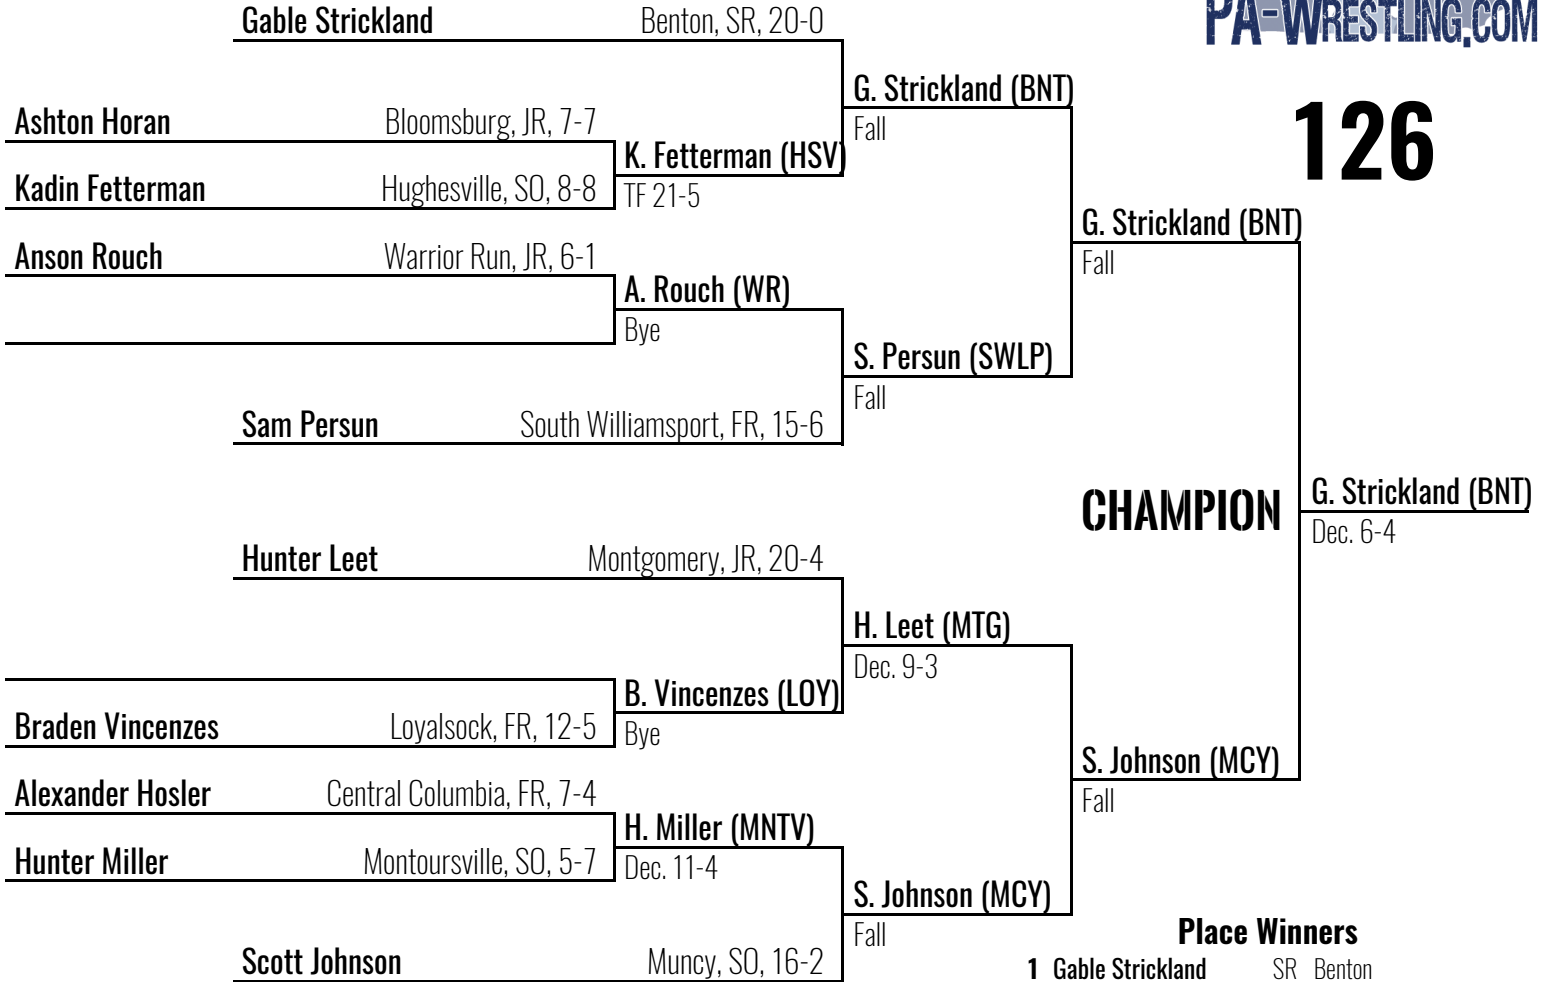 PA-WRESTLING.COM
Gable Strickland Benton, SR, 20-0
G. Strickland (BNT)
Fall
126
Ashton Horan Bloomsburg, JR, 7-7
K. Fetterman (HSV)
TF 21-5
Kadin Fetterman Hughesville, SO, 8-8
G. Strickland (BNT)
Fall
Anson Rouch Warrior Run, JR, 6-1
A. Rouch (WR)
Bye
S. Persun (SWLP)
Fall
Sam Persun South Williamsport, FR, 15-6
CHAMPION
G. Strickland (BNT)
Dec. 6-4
Hunter Leet Montgomery, JR, 20-4
H. Leet (MTG)
Dec. 9-3
B. Vincenzes (LOY)
Bye
Braden Vincenzes Loyalsock, FR, 12-5
S. Johnson (MCY)
Fall
Alexander Hosler Central Columbia, FR, 7-4
H. Miller (MNTV)
Dec. 11-4
Hunter Miller Montoursville, SO, 5-7
S. Johnson (MCY)
Fall
Scott Johnson Muncy, SO, 16-2
Place Winners
1 Gable Strickland SR Benton